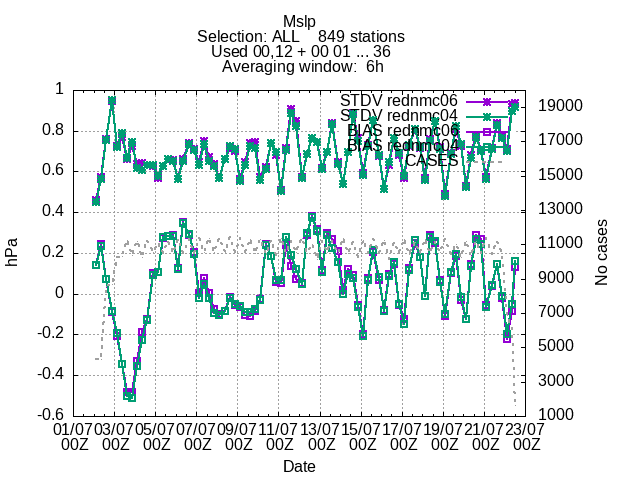 Mslp
Selection: ALL    849 stations
Used 00,12 + 00 01 ... 36
Averaging window:  6h
STDV rednmc06
STDV rednmc04
BIAS rednmc06
BIAS rednmc04
CASES
1
0.8
0.6
0.4
0.2
0
-0.2
-0.4
-0.6
hPa
19000
17000
15000
13000
11000
9000
7000
5000
3000
1000
No cases
01/07 03/07 05/07 07/07 09/07 11/07 13/07 15/07 17/07 19/07 21/07 23/07
00Z 00Z 00Z 00Z 00Z 00Z 00Z 00Z 00Z 00Z 00Z 00Z
Date